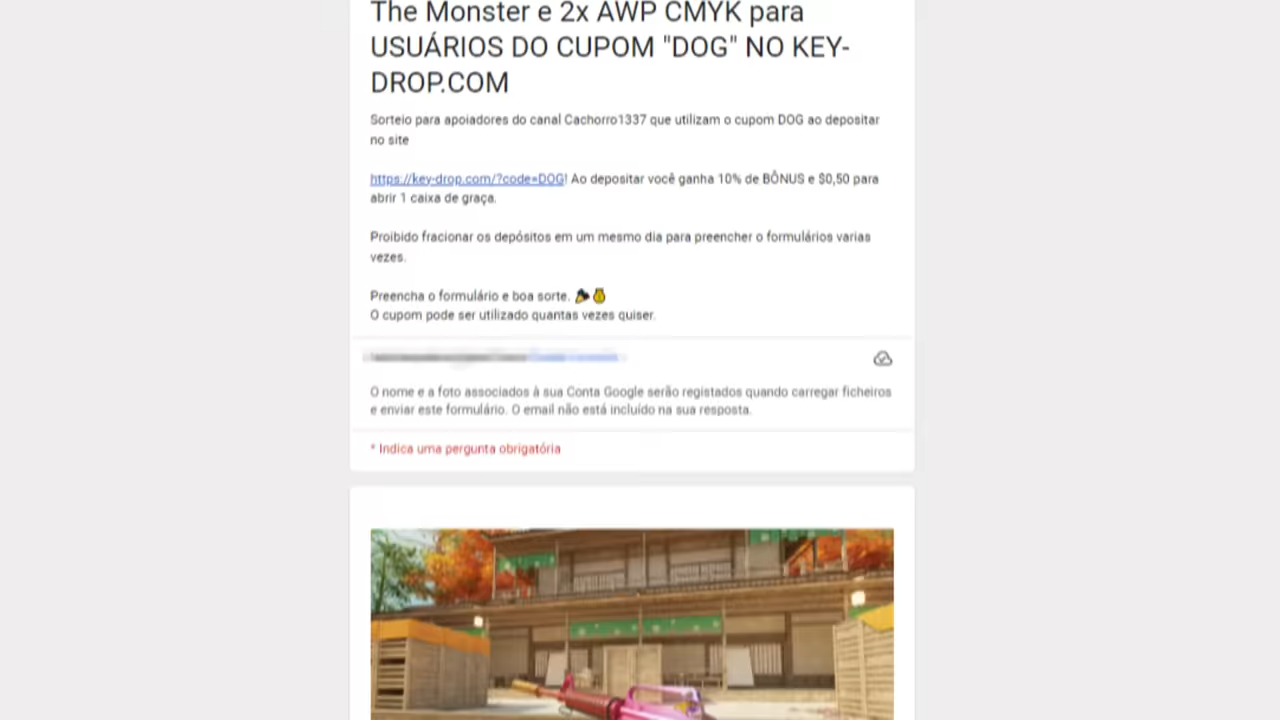 The Monster e 2x AWP CMYK para
USUÁRIOS DO CUPOM "DOG" NO KEY-
DROP.COM
Sorteio para apoiadores do canal Cachorro1337 que utilizam o cupom DOG ao depositar
no site
https://key-drop.com/?code=DOG! Ao depositar você ganha 10% de BÔNUS e $0,50 para
abrir 1 caixa de graça.
Proibido fracionar os depósitos em um mesmo dia para preencher o formulários varias
vezes.
Preencha o formulário e boa sorte. 🎉💰
O cupom pode ser utilizado quantas vezes quiser.
O nome e a foto associados à sua Conta Google serão registados quando carregar ficheiros
e enviar este formulário. O email não está incluído na sua resposta.
* Indica uma pergunta obrigatória